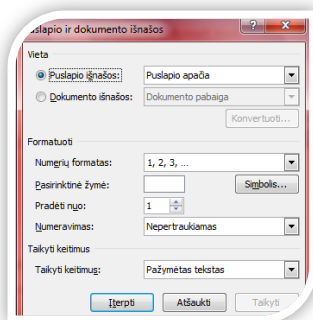 uslapio ir dokumento išnašos
Vieta
Puslapio išnašos: Puslapio apačia
Dokumento išnašos: Dokumento pabaiga
Konvertuoti...
Formatuoti
Numerių formatas: 1, 2, 3, ...
Pasirinktinė žymė: Simbolis...
Pradėti nuo: 1
Numeravimas: Nepertraukiamas
Taikyti keitimus
Taikyti keitimus: Pažymėtas tekstas
Įterpti Atšaukti Taikyti